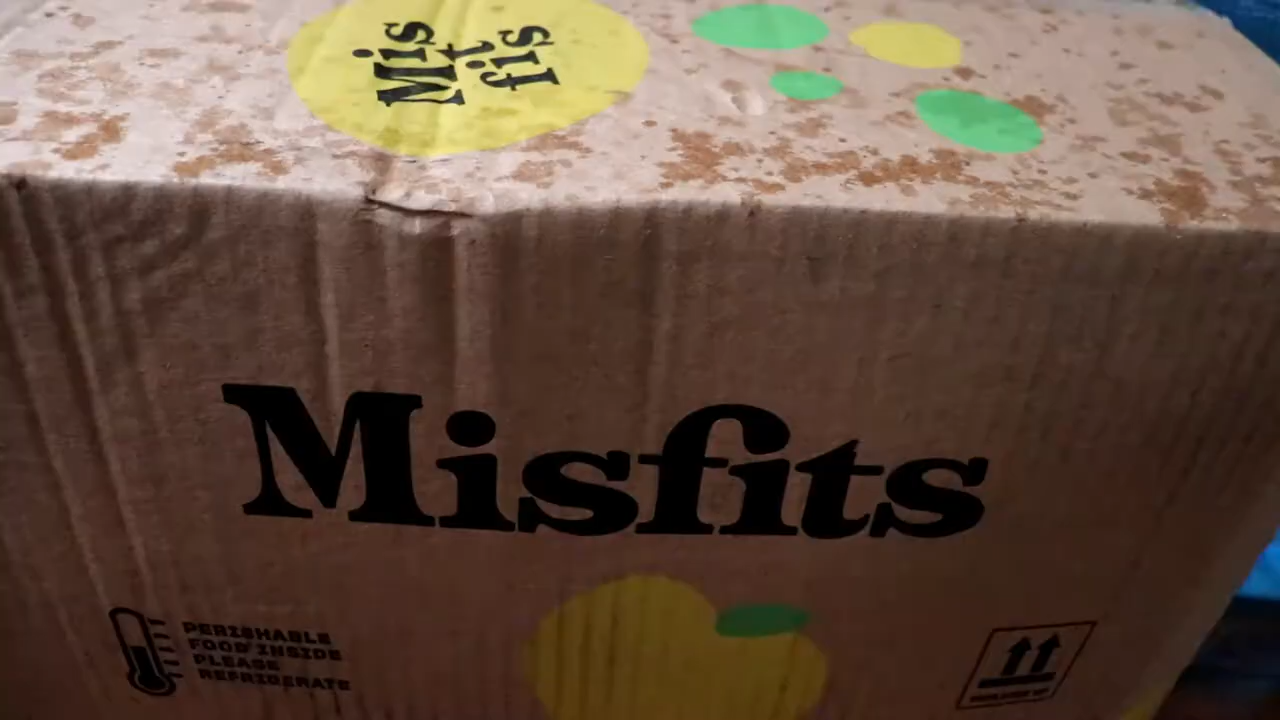 Mis
fits
Misfits
PERISHABLE
FOOD INSIDE
PLEASE
REFRIGERATE